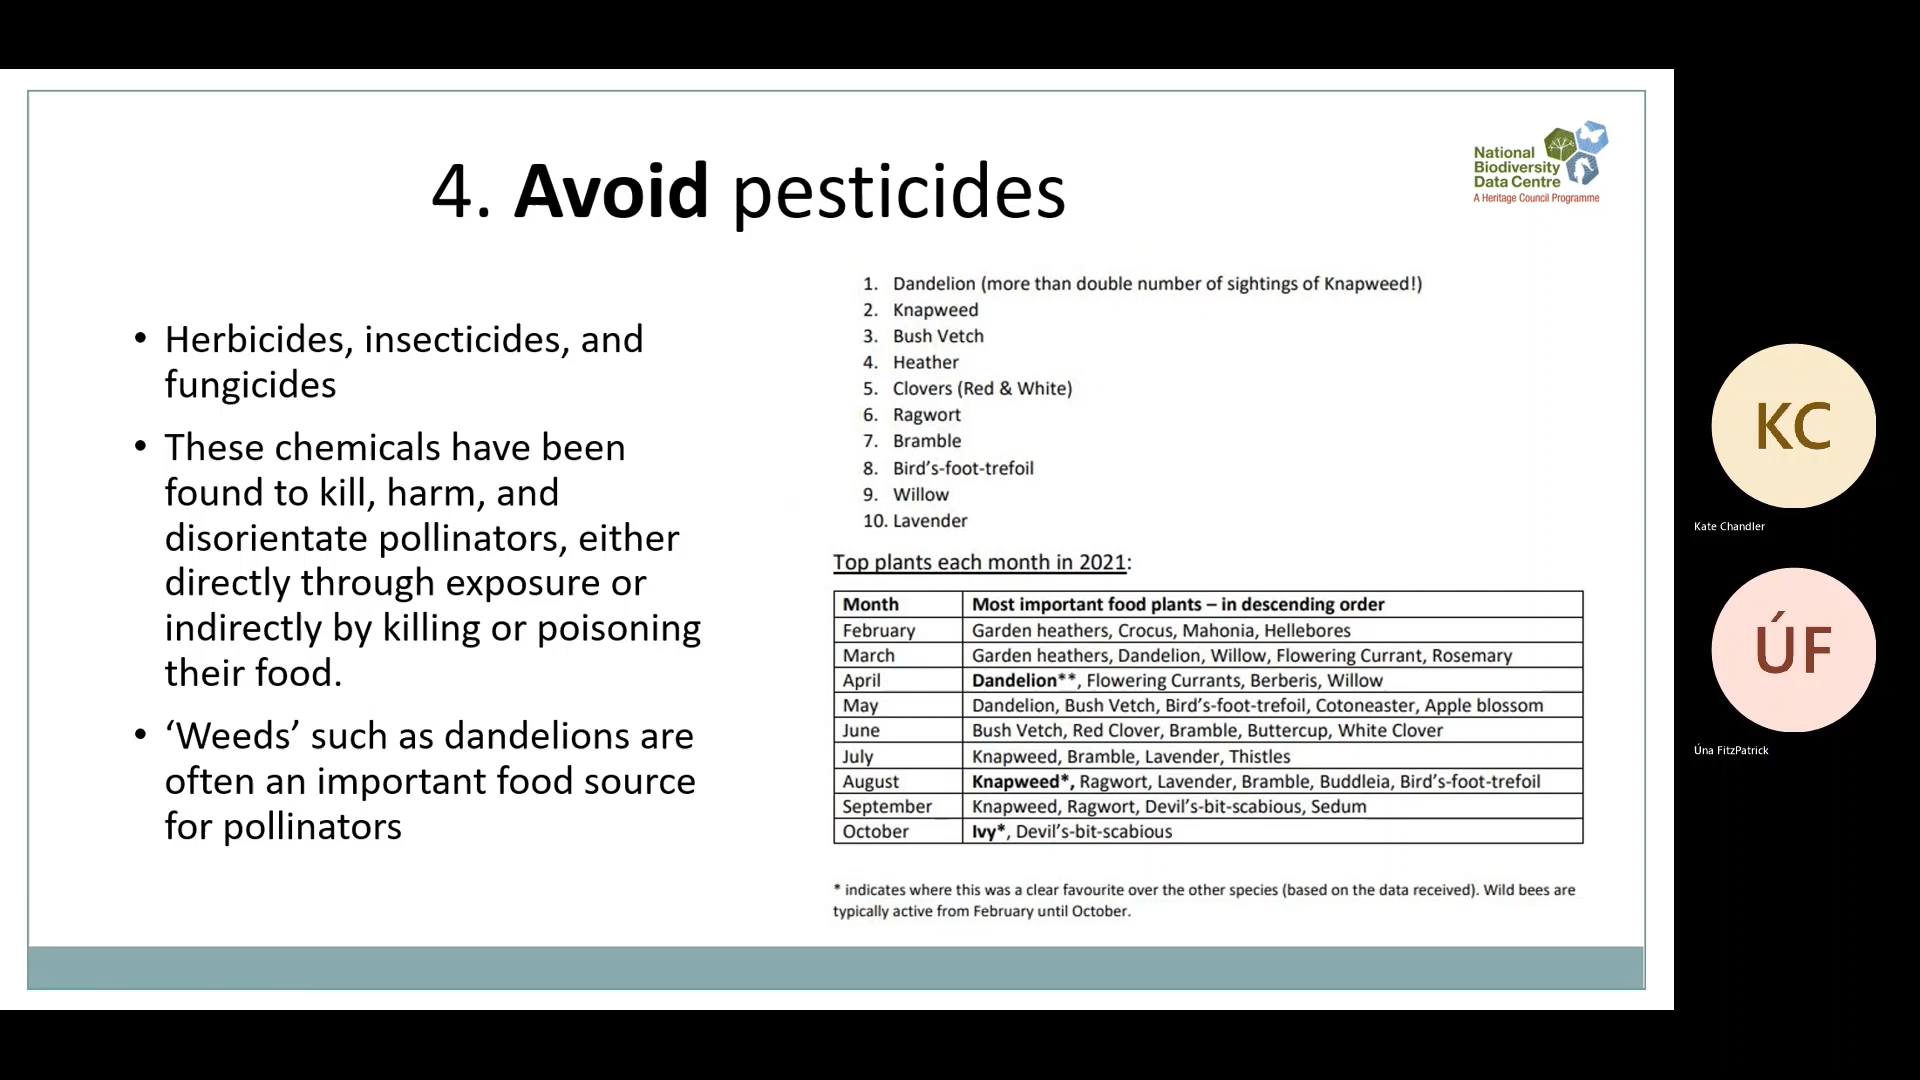 4. Avoid pesticides
National
Biodiversity
Data Centre
A Heritage Council Programme
• Herbicides, insecticides, and
fungicides
• These chemicals have been
found to kill, harm, and
disorientate pollinators, either
directly through exposure or
indirectly by killing or poisoning
their food.
• ‘Weeds’ such as dandelions are
often an important food source
for pollinators
1. Dandelion (more than double number of sightings of Knapweed!)
2. Knapweed
3. Bush Vetch
4. Heather
5. Clovers (Red & White)
6. Ragwort
7. Bramble
8. Bird’s-foot-trefoil
9. Willow
10. Lavender
Top plants each month in 2021:
Month Most important food plants – in descending order
February Garden heathers, Crocus, Mahonia, Hellebores
March Garden heathers, Dandelion, Willow, Flowering Currant, Rosemary
April Dandelion**, Flowering Currants, Berberis, Willow
May Dandelion, Bush Vetch, Bird’s-foot-trefoil, Cotoneaster, Apple blossom
June Bush Vetch, Red Clover, Bramble, Buttercup, White Clover
July Knapweed, Bramble, Lavender, Thistles
August Knapweed*, Ragwort, Lavender, Bramble, Buddleia, Bird’s-foot-trefoil
September Knapweed, Ragwort, Devil’s-bit-scabious, Sedum
October Ivy*, Devil’s-bit-scabious
* indicates where this was a clear favourite over the other species (based on the data received). Wild bees are
typically active from February until October.
KC
Kate Chandler
ÚF
Úna FitzPatrick